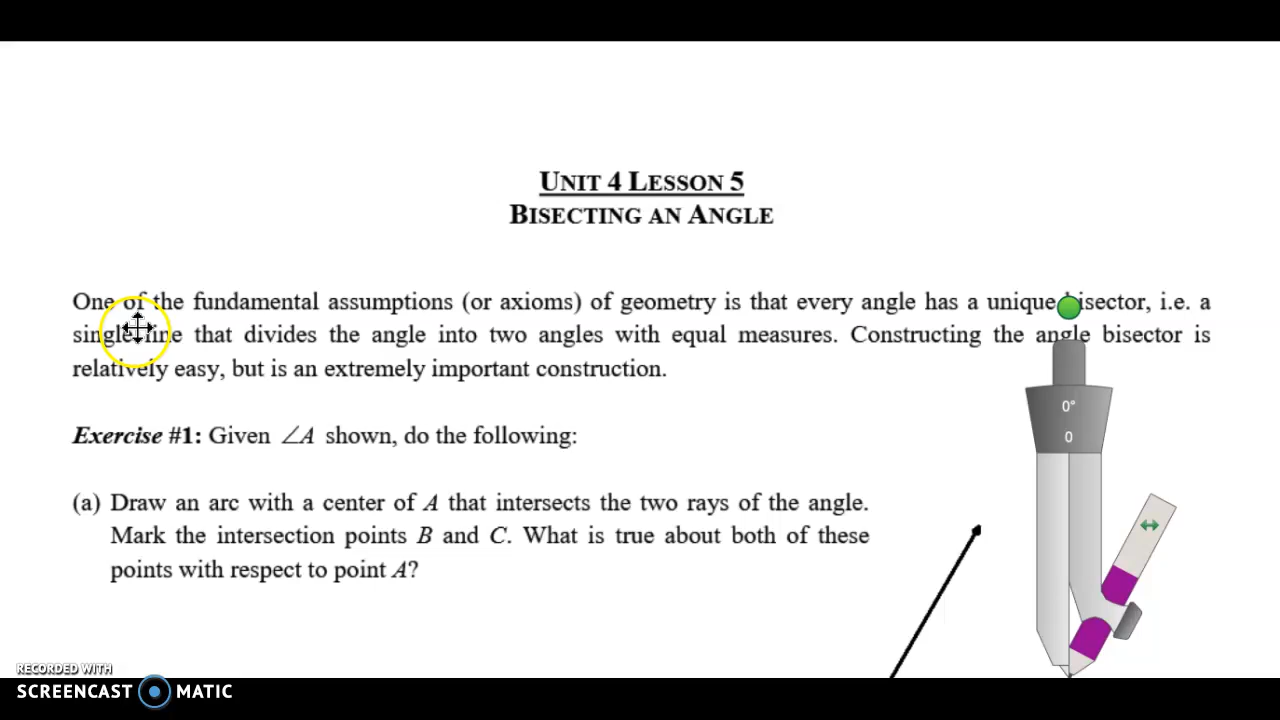 UNIT 4 LESSON 5
BISECTING AN ANGLE
One of the fundamental assumptions (or axioms) of geometry is that every angle has a unique bisector, i.e. a
single line that divides the angle into two angles with equal measures. Constructing the angle bisector is
relatively easy, but is an extremely important construction.
Exercise #1: Given ∠A shown, do the following:
(a) Draw an arc with a center of A that intersects the two rays of the angle.
Mark the intersection points B and C. What is true about both of these
points with respect to point A?
0°
0
RECORDED WITH
SCREENCAST MATIC